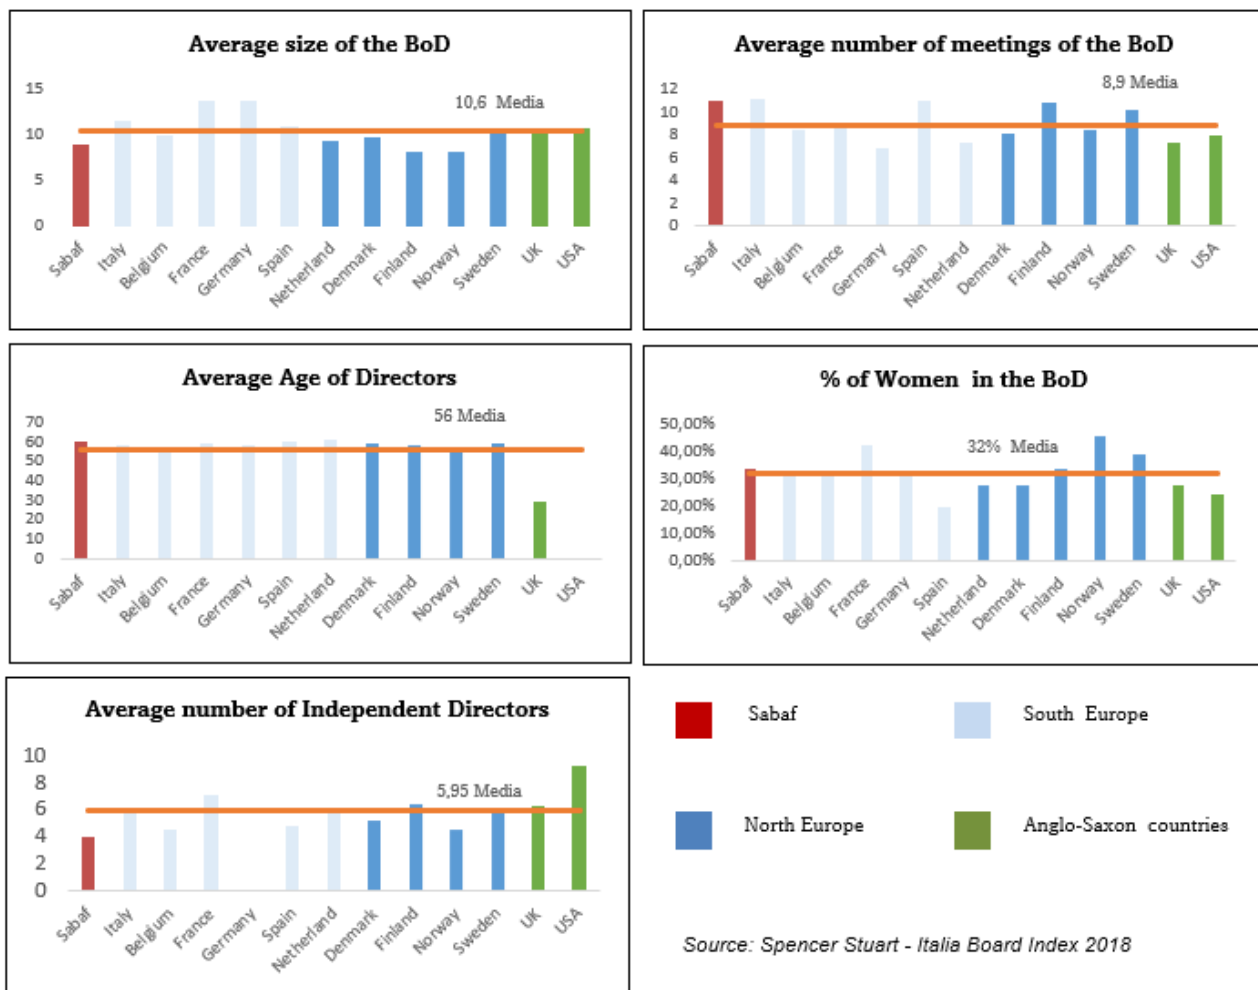 Average size of the BoD
10,6 Media
15
10
5
0
Sabaf
Italy
Belgium
France
Germany
Spain
Netherland
Denmark
Finland
Norway
Sweden
UK
USA
Average number of meetings of the BoD
8,9 Media
12
10
8
6
4
2
0
Sabaf
Italy
Belgium
France
Germany
Spain
Netherland
Denmark
Finland
Norway
Sweden
UK
USA
Average Age of Directors
56 Media
70
60
50
40
30
20
10
0
Sabaf
Italy
Belgium
France
Germany
Spain
Netherland
Denmark
Finland
Norway
Sweden
UK
USA
% of Women in the BoD
32% Media
50,00%
40,00%
30,00%
20,00%
10,00%
0,00%
Sabaf
Italy
Belgium
France
Germany
Spain
Netherland
Denmark
Finland
Norway
Sweden
UK
USA
Average number of Independent Directors
5,95 Media
10
8
6
4
2
0
Sabaf
Italy
Belgium
France
Germany
Spain
Netherland
Denmark
Finland
Norway
Sweden
UK
USA
Sabaf
South Europe
North Europe
Anglo-Saxon countries
Source: Spencer Stuart - Italia Board Index 2018